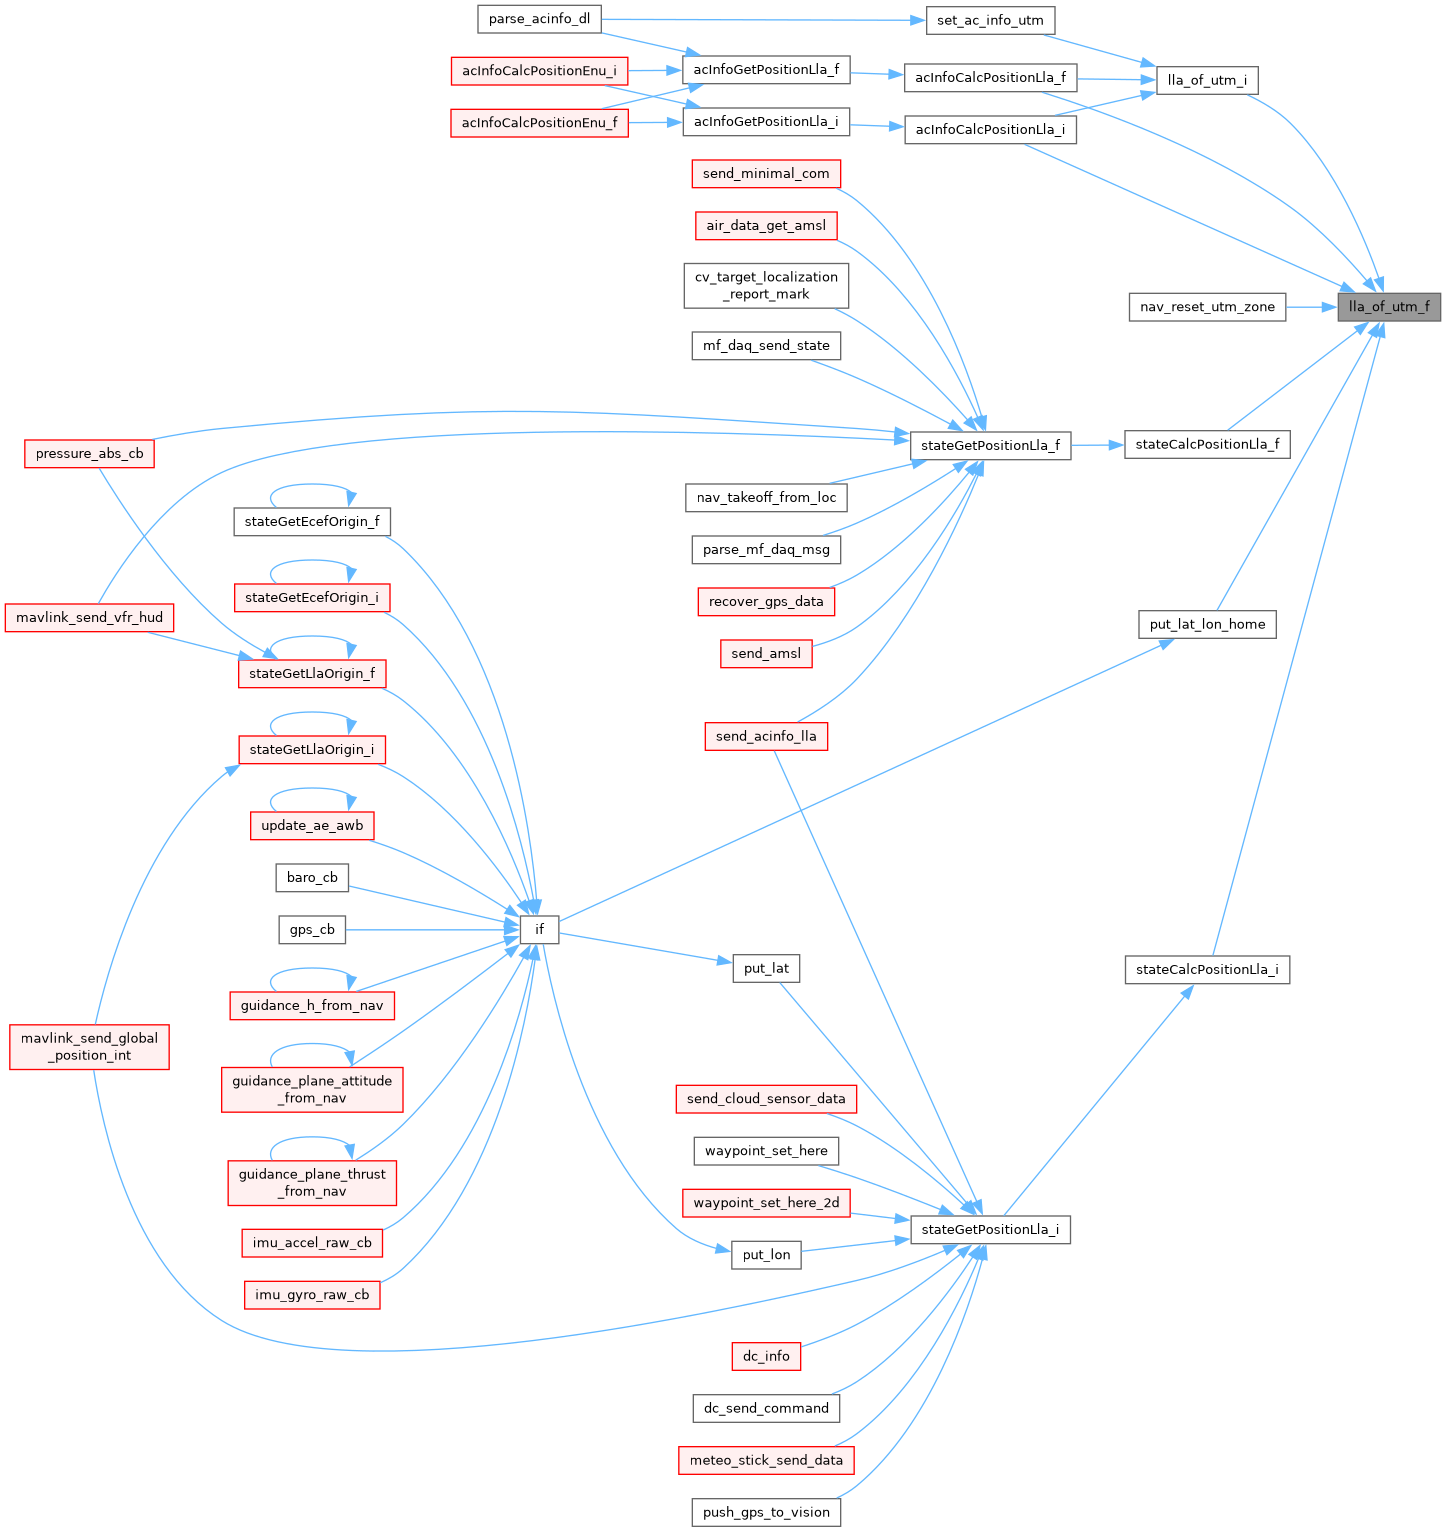 parse_acinfo_dl
set_ac_info_utm
acInfoCalcPositionEnu_i
acInfoGetPositionLla_f
acInfoCalcPositionLla_f
lla_of_utm_i
acInfoCalcPositionEnu_f
acInfoGetPositionLla_i
acInfoCalcPositionLla_i
send_minimal_com
air_data_get_amsl
cv_target_localization
_report_mark
nav_reset_utm_zone
lla_of_utm_f
mf_daq_send_state
pressure_abs_cb
stateGetPositionLla_f
stateCalcPositionLla_f
nav_takeoff_from_loc
stateGetEcefOrigin_f
parse_mf_daq_msg
stateGetEcefOrigin_i
recover_gps_data
mavlink_send_vfr_hud
put_lat_lon_home
send_amsl
stateGetLlaOrigin_f
send_acinfo_lla
stateGetLlaOrigin_i
update_ae_awb
baro_cb
gps_cb
if
put_lat
stateCalcPositionLla_i
guidance_h_from_nav
mavlink_send_global
_position_int
guidance_plane_attitude
_from_nav
send_cloud_sensor_data
waypoint_set_here
guidance_plane_thrust
_from_nav
waypoint_set_here_2d
stateGetPositionLla_i
imu_accel_raw_cb
put_lon
imu_gyro_raw_cb
dc_info
dc_send_command
meteo_stick_send_data
push_gps_to_vision